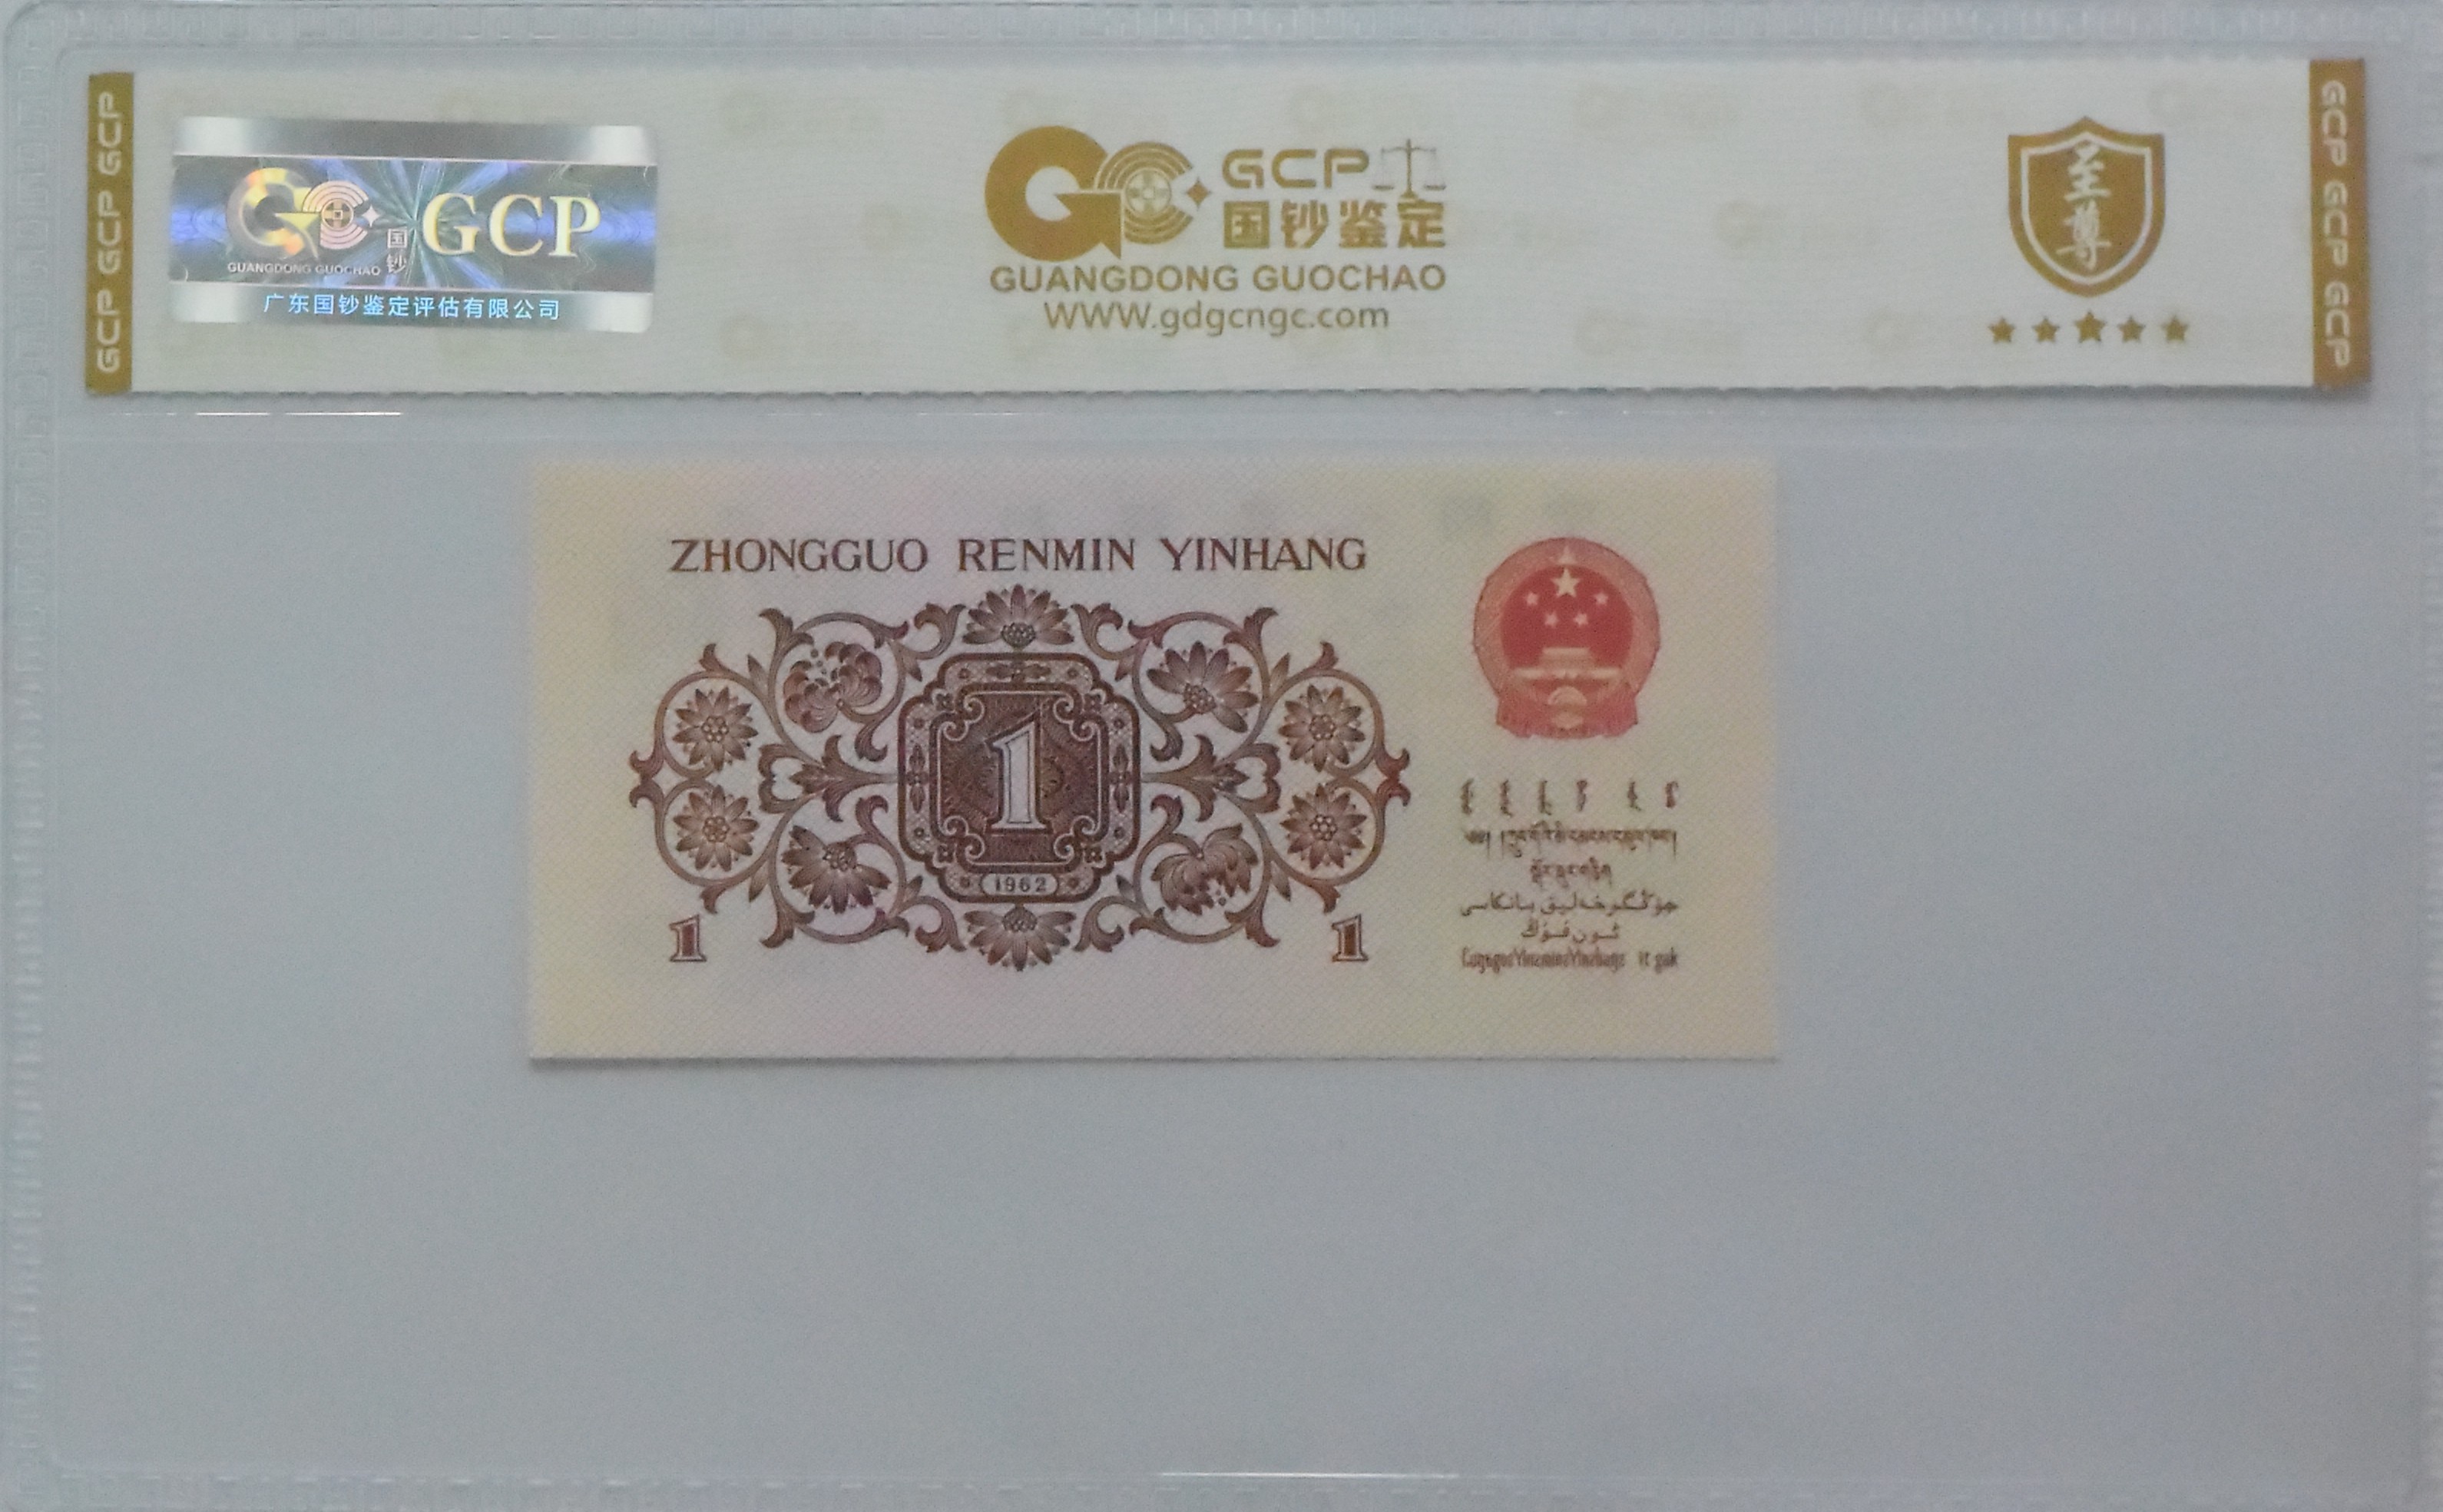 GCP GCP GCP
GCP
国
钞
GUANGDONG GUOCHAO
广东国钞鉴定评估有限公司
GCP
国钞鉴定
GUANGDONG GUOCHAO
WWW.gdgcngc.com
至
尊
GCP GCP GCP
ZHONGGUO RENMIN YINHANG
1
1962
1 1